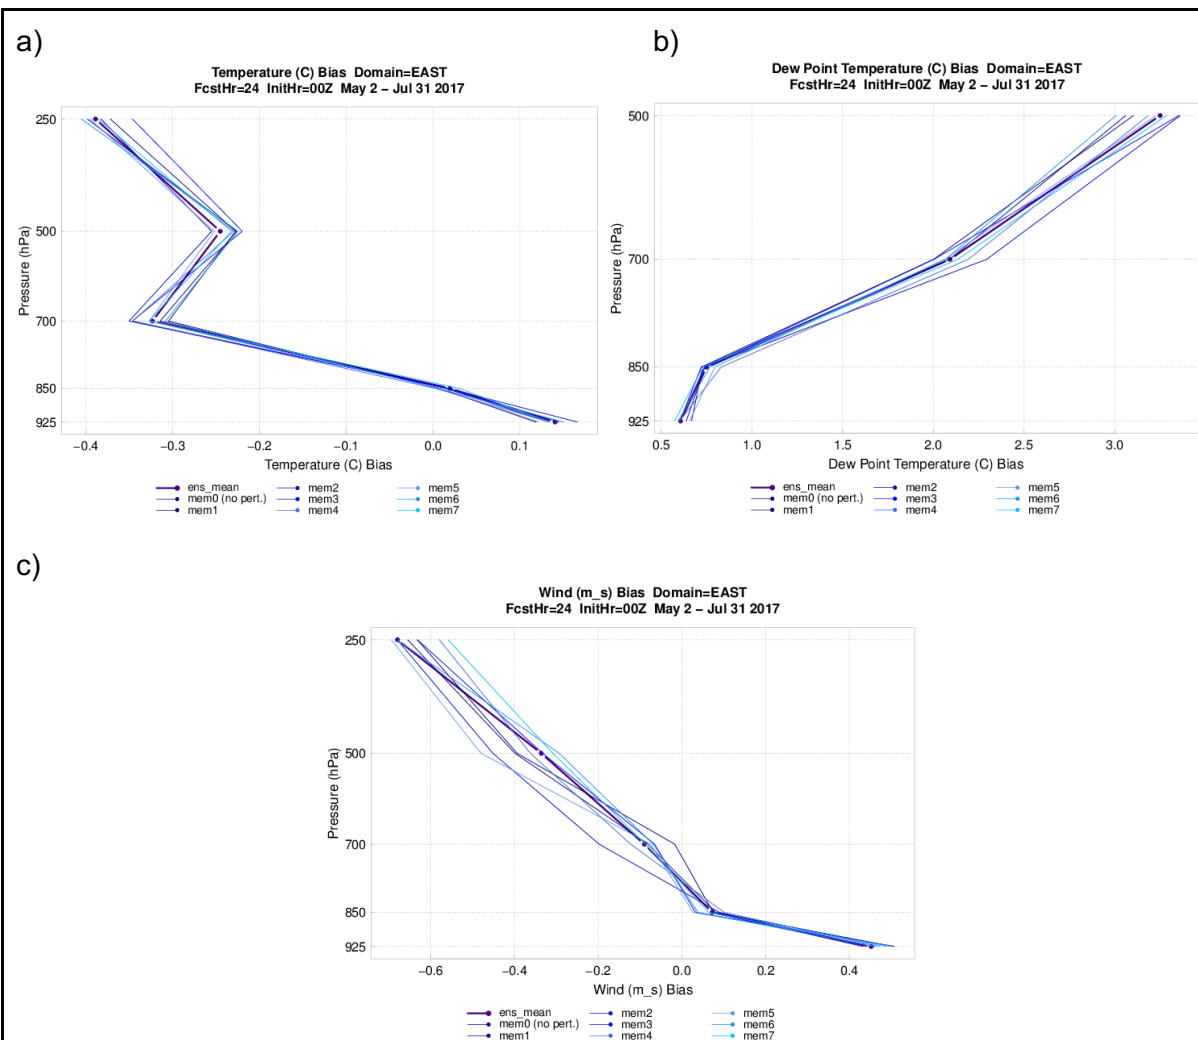 a)
Temperature (C) Bias Domain=EAST
FcstHr=24 InitHr=00Z May 2 – Jul 31 2017
Pressure (hPa)
250
500
700
850
925
−0.4 −0.3 −0.2 −0.1 0.0 0.1
Temperature (C) Bias
ens_mean mem2 mem5
mem0 (no pert.) mem3 mem6
mem1 mem4 mem7
b)
Dew Point Temperature (C) Bias Domain=EAST
FcstHr=24 InitHr=00Z May 2 – Jul 31 2017
Pressure (hPa)
500
700
850
925
0.5 1.0 1.5 2.0 2.5 3.0
Dew Point Temperature (C) Bias
ens_mean mem2 mem5
mem0 (no pert.) mem3 mem6
mem1 mem4 mem7
c)
Wind (m_s) Bias Domain=EAST
FcstHr=24 InitHr=00Z May 2 – Jul 31 2017
Pressure (hPa)
250
500
700
850
925
−0.6 −0.4 −0.2 0.0 0.2 0.4
Wind (m_s) Bias
ens_mean mem2 mem5
mem0 (no pert.) mem3 mem6
mem1 mem4 mem7